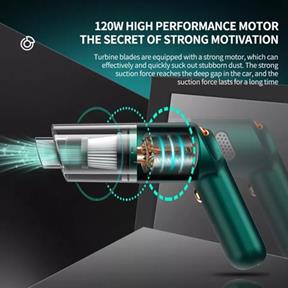 120W HIGH PERFORMANCE MOTOR
THE SECRET OF STRONG MOTIVATION
Turbine blades are equipped with a strong motor, which can
effectively and quickly suck out stubborn dust. The strong
suction force reaches the deep gap in the car, and the
suction force lasts for a long time